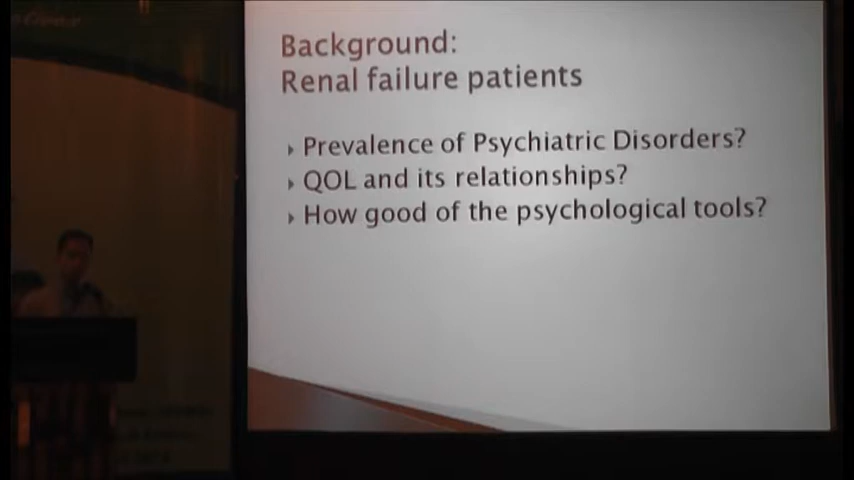 Background:
Renal failure patients
Prevalence of Psychiatric Disorders?
QOL and its relationships?
How good of the psychological tools?